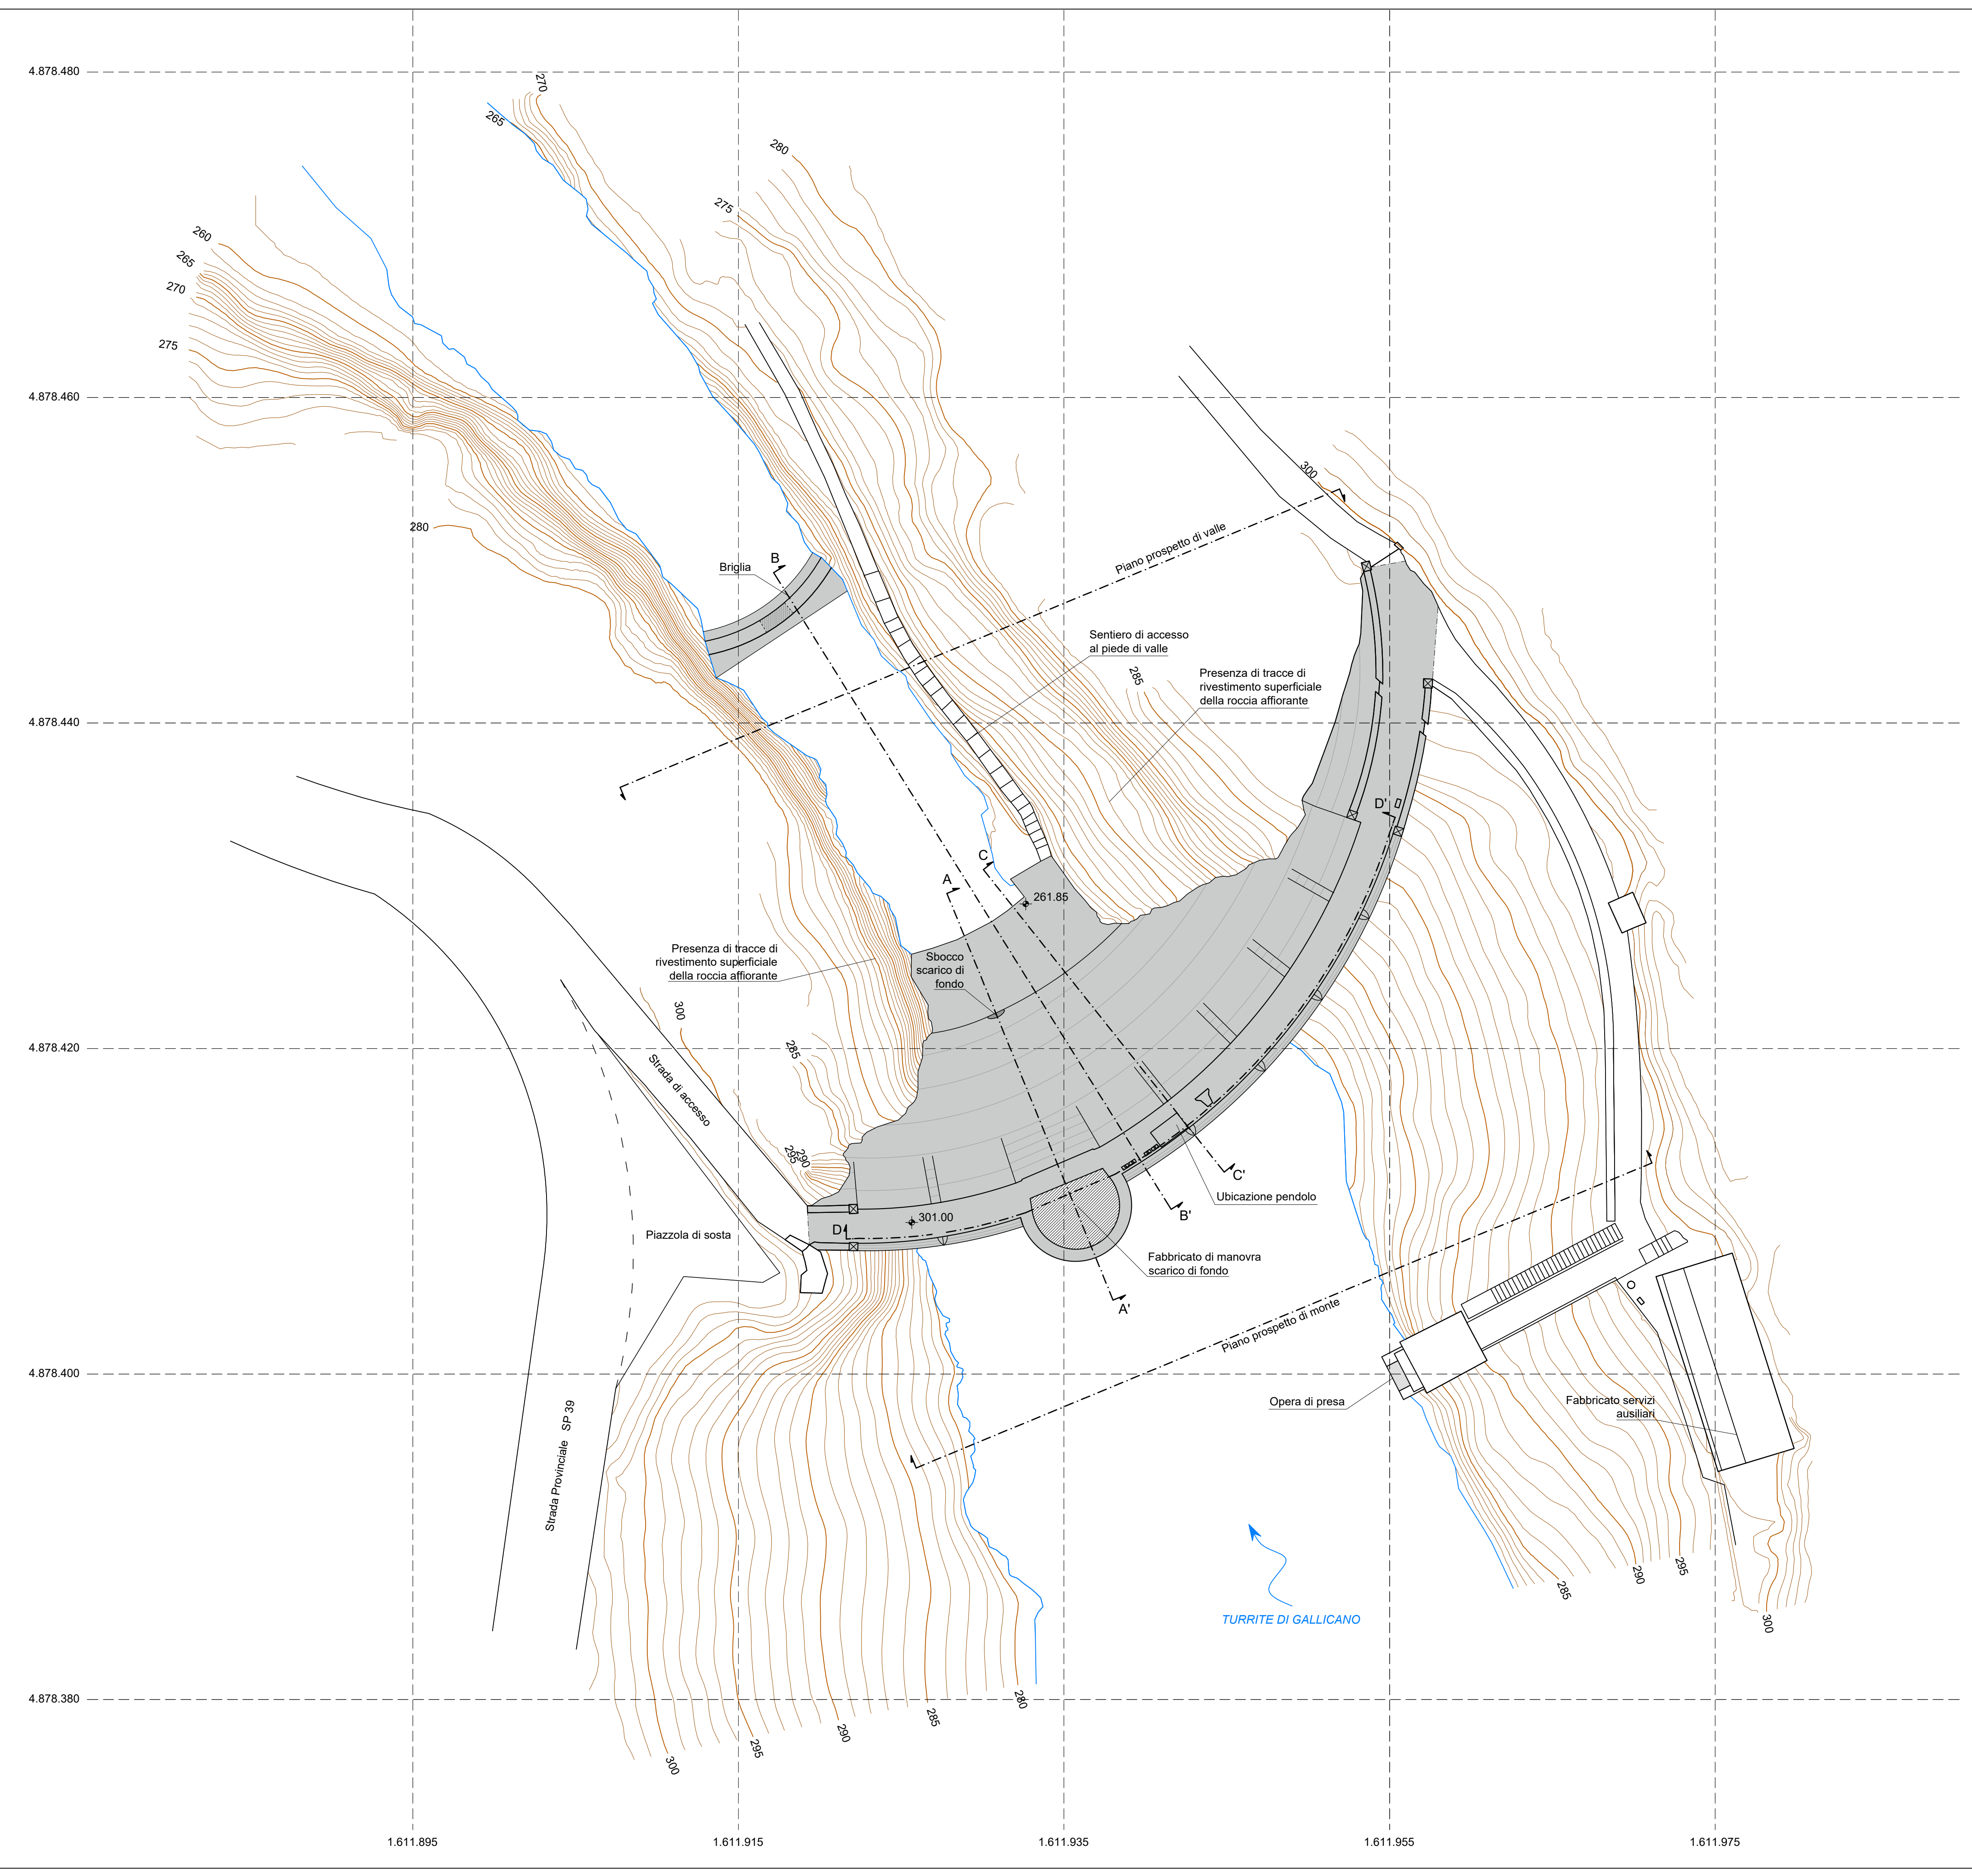 4.878.480
270
265
280
275
260
265
270
275
4.878.460
300
280
Piano prospetto di valle
B
Briglia
Sentiero di accesso
al piede di valle
285
Presenza di tracce di
rivestimento superficiale
della roccia affiorante
4.878.440
D'
C
A
261.85
Presenza di tracce di
rivestimento superficiale
della roccia affiorante
Sbocco
scarico di
fondo
300
4.878.420
285
Strada di accesso
295
290
C'
Ubicazione pendolo
B'
301.00
D
Piazzola di sosta
Fabbricato di manovra
scarico di fondo
A'
Piano prospetto di monte
4.878.400
Opera di presa
Fabbricato servizi
ausiliari
Strada Provinciale SP 39
285
290
295
300
TURRITE DI GALLICANO
4.878.380
280
285
290
295
300
1.611.895
1.611.915
1.611.935
1.611.955
1.611.975